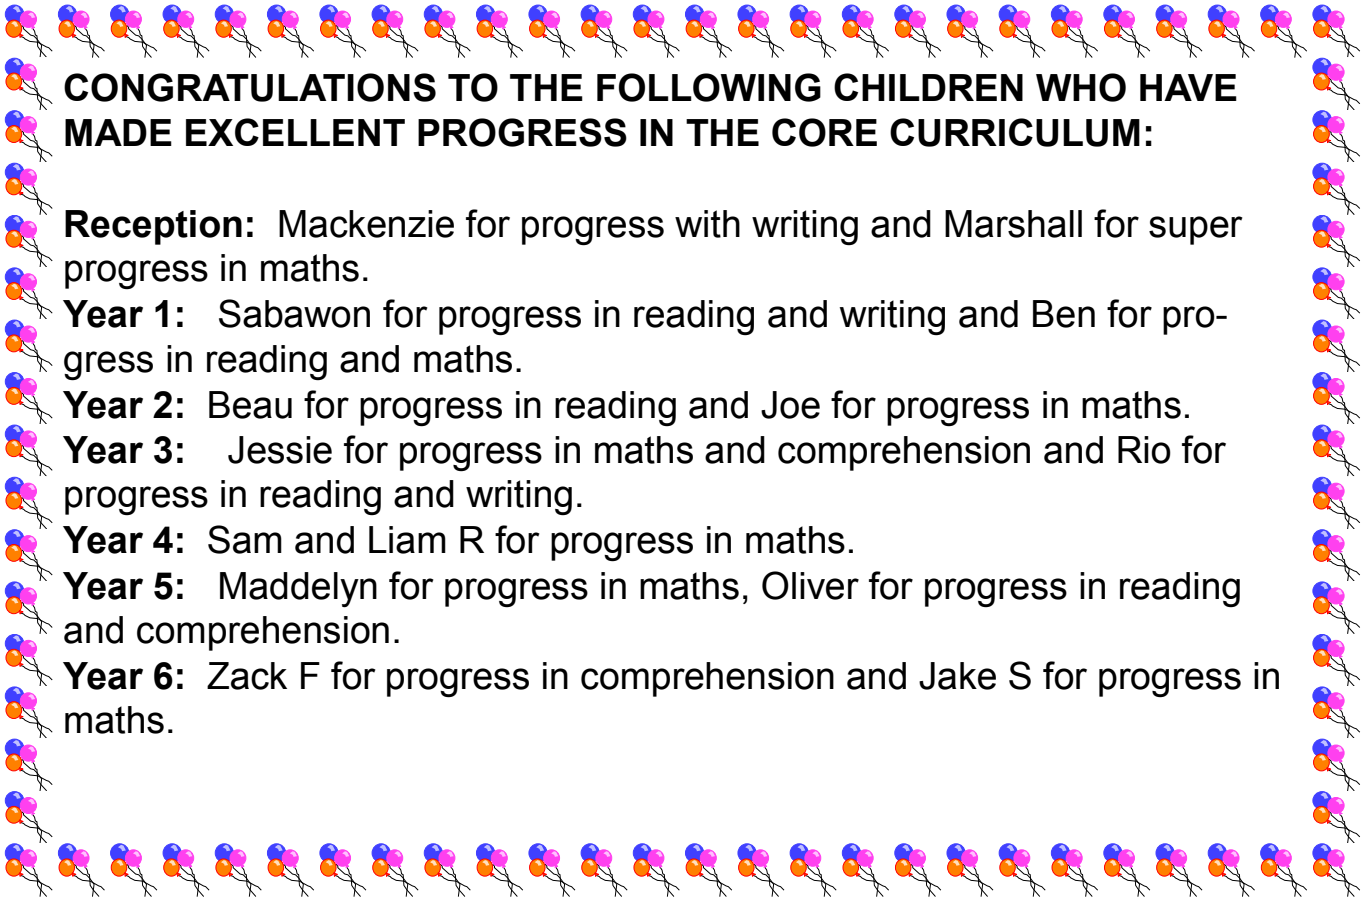 CONGRATULATIONS TO THE FOLLOWING CHILDREN WHO HAVE
MADE EXCELLENT PROGRESS IN THE CORE CURRICULUM:
Reception:  Mackenzie for progress with writing and Marshall for super
progress in maths.
Year 1:   Sabawon for progress in reading and writing and Ben for pro-
gress in reading and maths.
Year 2:  Beau for progress in reading and Joe for progress in maths.
Year 3:    Jessie for progress in maths and comprehension and Rio for
progress in reading and writing.
Year 4:  Sam and Liam R for progress in maths.
Year 5:   Maddelyn for progress in maths, Oliver for progress in reading
and comprehension.
Year 6:  Zack F for progress in comprehension and Jake S for progress in
maths.